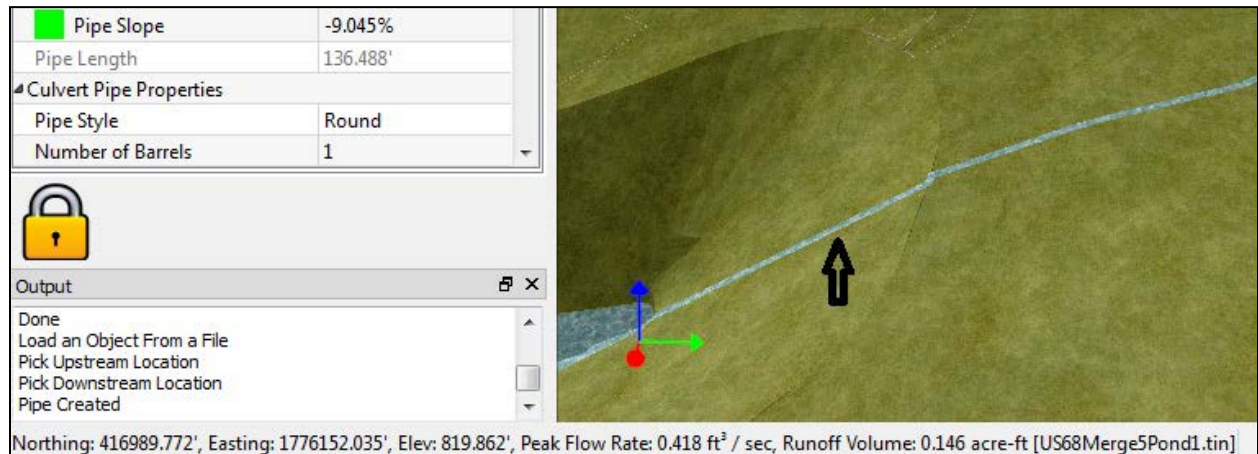 Pipe Slope -9.045%
Pipe Length 136.488'
Culvert Pipe Properties
Pipe Style Round
Number of Barrels 1
Output
Done
Load an Object From a File
Pick Upstream Location
Pick Downstream Location
Pipe Created
Northing: 416989.772', Easting: 1776152.035', Elev: 819.862', Peak Flow Rate: 0.418 ft³ / sec, Runoff Volume: 0.146 acre-ft [US68Merge5Pond1.tin]